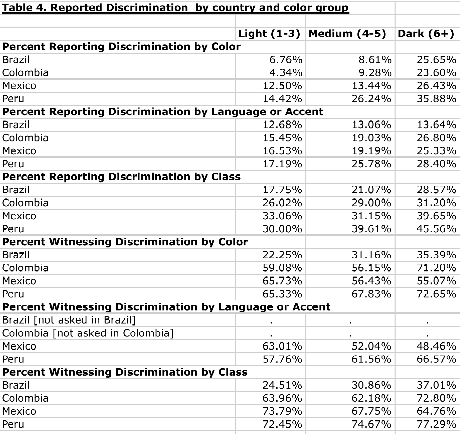 Table 4. Reported Discrimination by country and color group
Light (1-3) Medium (4-5) Dark (6+)
Percent Reporting Discrimination by Color
Brazil 6.76% 8.61% 25.65%
Colombia 4.34% 9.28% 23.60%
Mexico 12.50% 13.44% 26.43%
Peru 14.42% 26.24% 35.88%
Percent Reporting Discrimination by Language or Accent
Brazil 12.68% 13.06% 13.64%
Colombia 15.45% 19.03% 26.80%
Mexico 16.53% 19.19% 25.33%
Peru 17.19% 25.78% 28.40%
Percent Reporting Discrimination by Class
Brazil 17.75% 21.07% 28.57%
Colombia 26.02% 29.00% 31.20%
Mexico 33.06% 31.15% 39.65%
Peru 30.00% 39.61% 45.56%
Percent Witnessing Discrimination by Color
Brazil 22.25% 31.16% 35.39%
Colombia 59.08% 56.15% 71.20%
Mexico 65.73% 56.43% 55.07%
Peru 65.33% 67.83% 72.65%
Percent Witnessing Discrimination by Language or Accent
Brazil [not asked in Brazil] . . .
Colombia [not asked in Colombia] . . .
Mexico 63.01% 52.04% 48.46%
Peru 57.76% 61.56% 66.57%
Percent Witnessing Discrimination by Class
Brazil 24.51% 30.86% 37.01%
Colombia 63.96% 62.18% 72.80%
Mexico 73.79% 67.75% 64.76%
Peru 72.45% 74.67% 77.29%